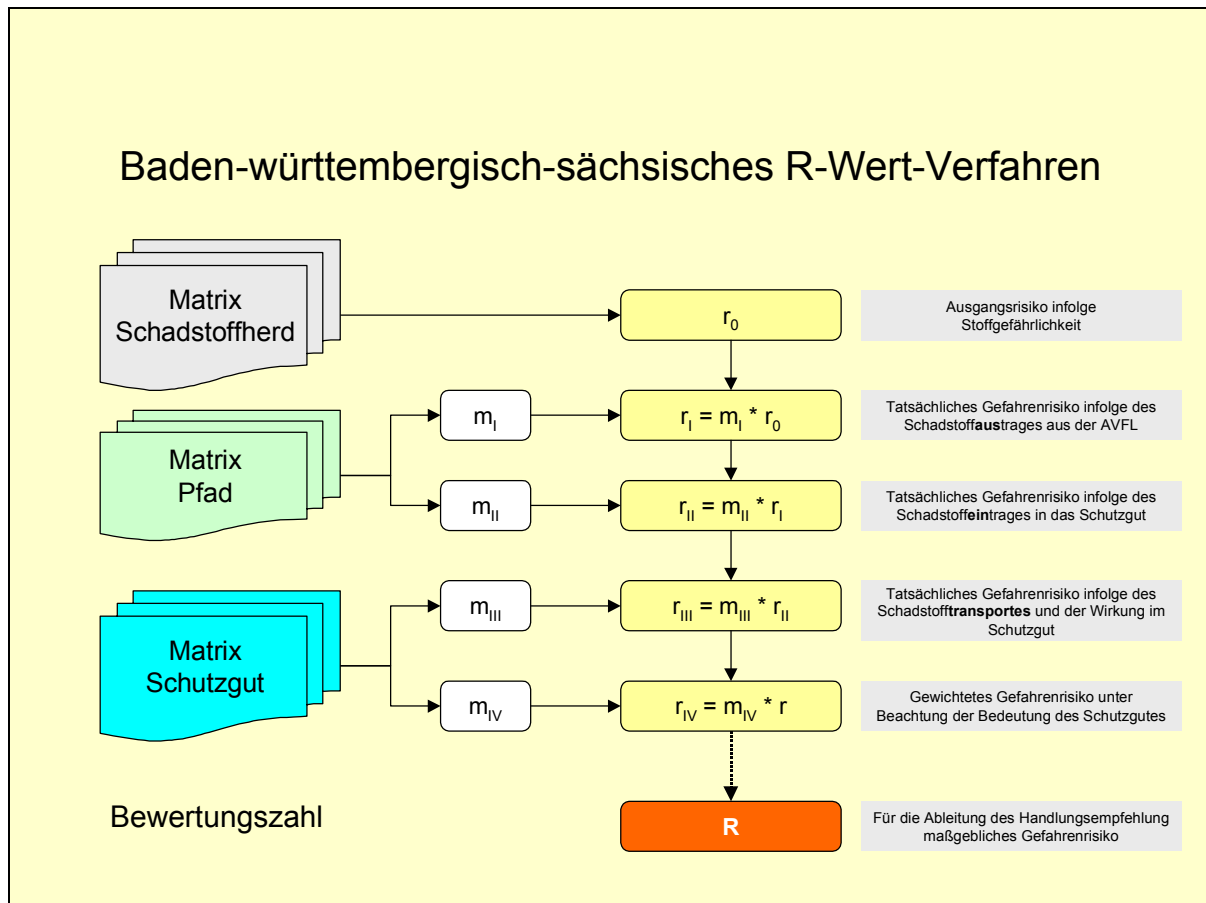 Baden-württembergisch-sächsisches R-Wert-Verfahren
Matrix
Schadstoffherd
r0
Ausgangsrisiko infolge
Stoffgefährlichkeit
Matrix
Pfad
mI
rI = mI * r0
Tatsächliches Gefahrenrisiko infolge des
Schadstoffaustrages aus der AVFL
mII
rII = mII * rI
Tatsächliches Gefahrenrisiko infolge des
Schadstoffeintrages in das Schutzgut
Matrix
Schutzgut
mIII
rIII = mIII * rII
Tatsächliches Gefahrenrisiko infolge des
Schadstofftransportes und der Wirkung im
Schutzgut
mIV
rIV = mIV * r
Gewichtetes Gefahrenrisiko unter
Beachtung der Bedeutung des Schutzgutes
Bewertungszahl
R
Für die Ableitung des Handlungsempfehlung
maßgebliches Gefahrenrisiko